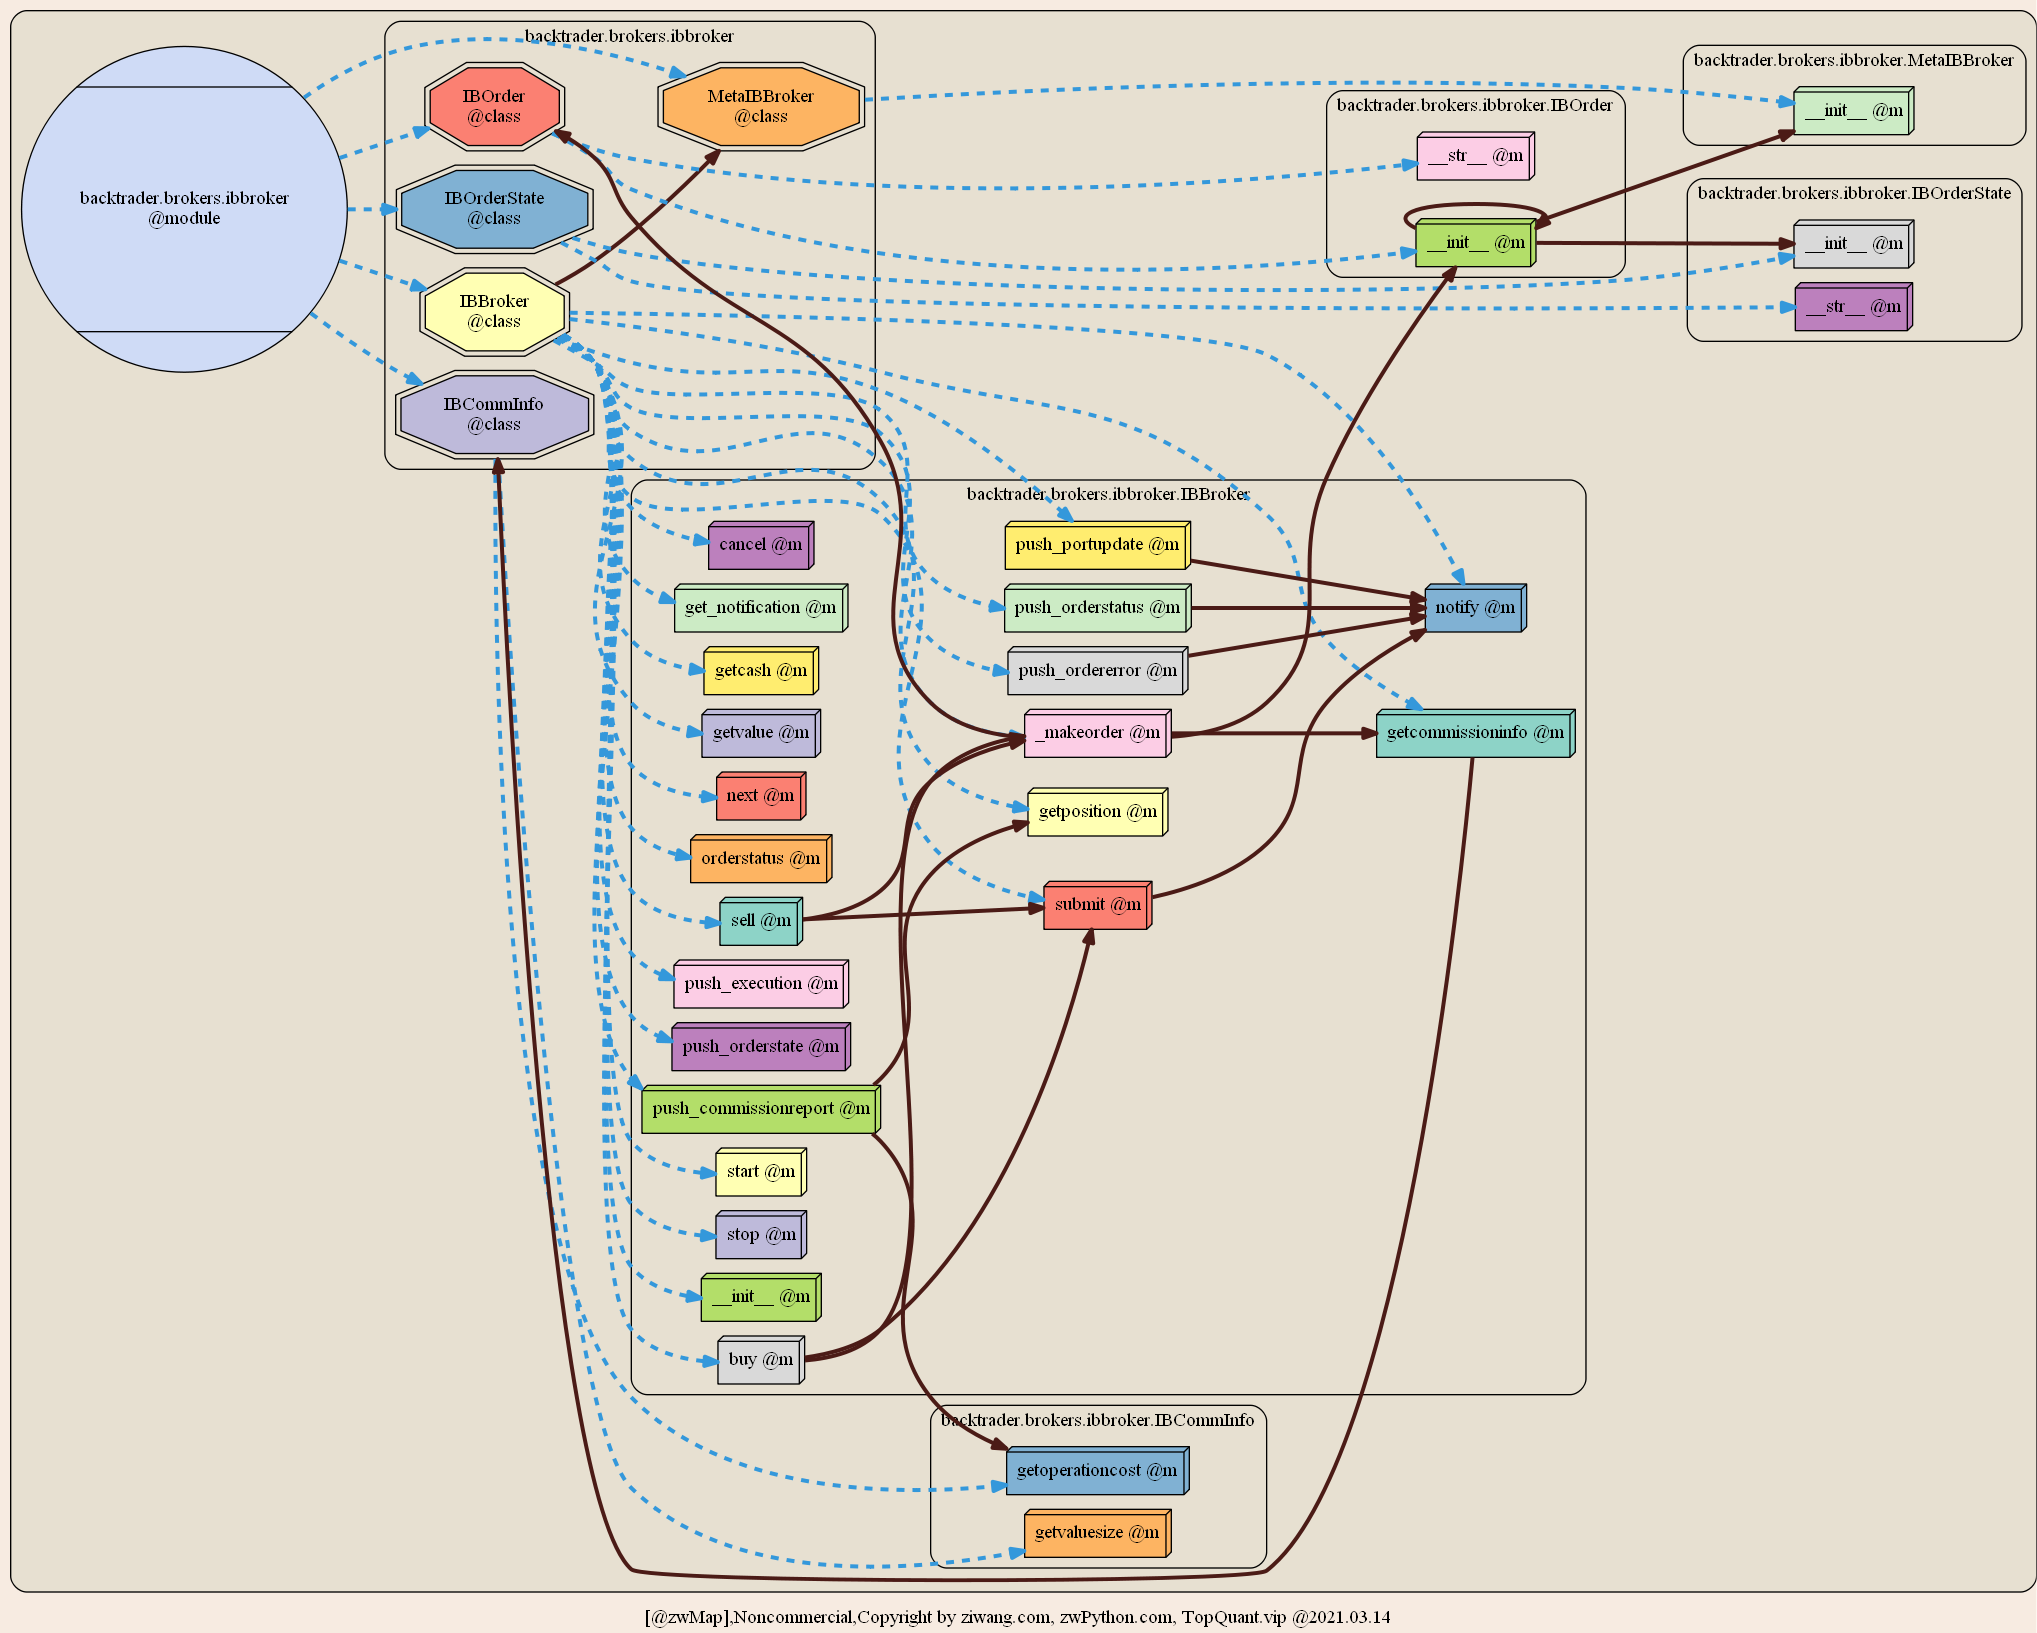 backtrader.brokers.ibbroker
@module
backtrader.brokers.ibbroker
IBOrder
@class
MetaIBBroker
@class
IBOrderState
@class
IBBroker
@class
IBCommInfo
@class
backtrader.brokers.ibbroker.MetaIBBroker
__init__ @m
backtrader.brokers.ibbroker.IBOrder
__str__ @m
__init__ @m
backtrader.brokers.ibbroker.IBOrderState
__init__ @m
__str__ @m
backtrader.brokers.ibbroker.IBBroker
cancel @m
get_notification @m
getcash @m
getvalue @m
next @m
orderstatus @m
sell @m
push_execution @m
push_orderstate @m
push_commissionreport @m
start @m
stop @m
__init__ @m
buy @m
push_portupdate @m
push_orderstatus @m
push_ordererror @m
_makeorder @m
getposition @m
submit @m
notify @m
getcommissioninfo @m
backtrader.brokers.ibbroker.IBCommInfo
getoperationcost @m
getvaluesize @m
[@zwMap],Noncommercial,Copyright by ziwang.com, zwPython.com, TopQuant.vip @2021.03.14